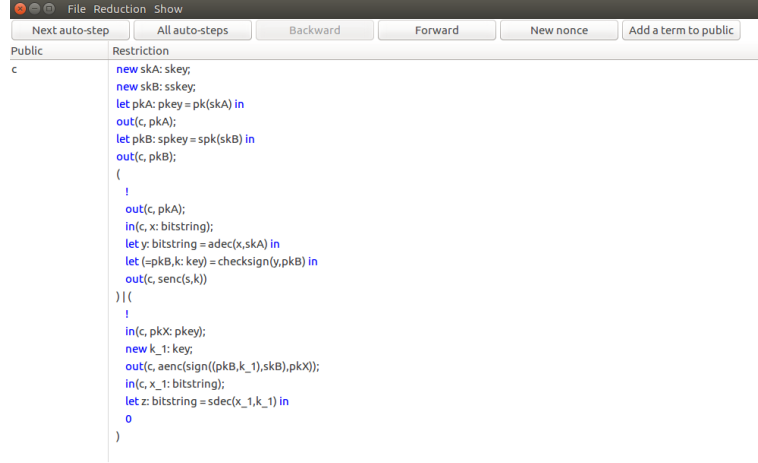 File Reduction Show
Next auto-step All auto-steps Backward Forward New nonce Add a term to public
Public Restriction
c new skA: skey;
new skB: sskey;
let pkA: pkey = pk(skA) in
out(c, pkA);
let pkB: spkey = spk(skB) in
out(c, pkB);
(
!
out(c, pkA);
in(c, x: bitstring);
let y: bitstring = adec(x,skA) in
let (=pkB,k: key) = checksign(y,pkB) in
out(c, senc(s,k))
) | (
!
in(c, pkX: pkey);
new k_1: key;
out(c, aenc(sign((pkB,k_1),skB),pkX));
in(c, x_1: bitstring);
let z: bitstring = sdec(x_1,k_1) in
0
)